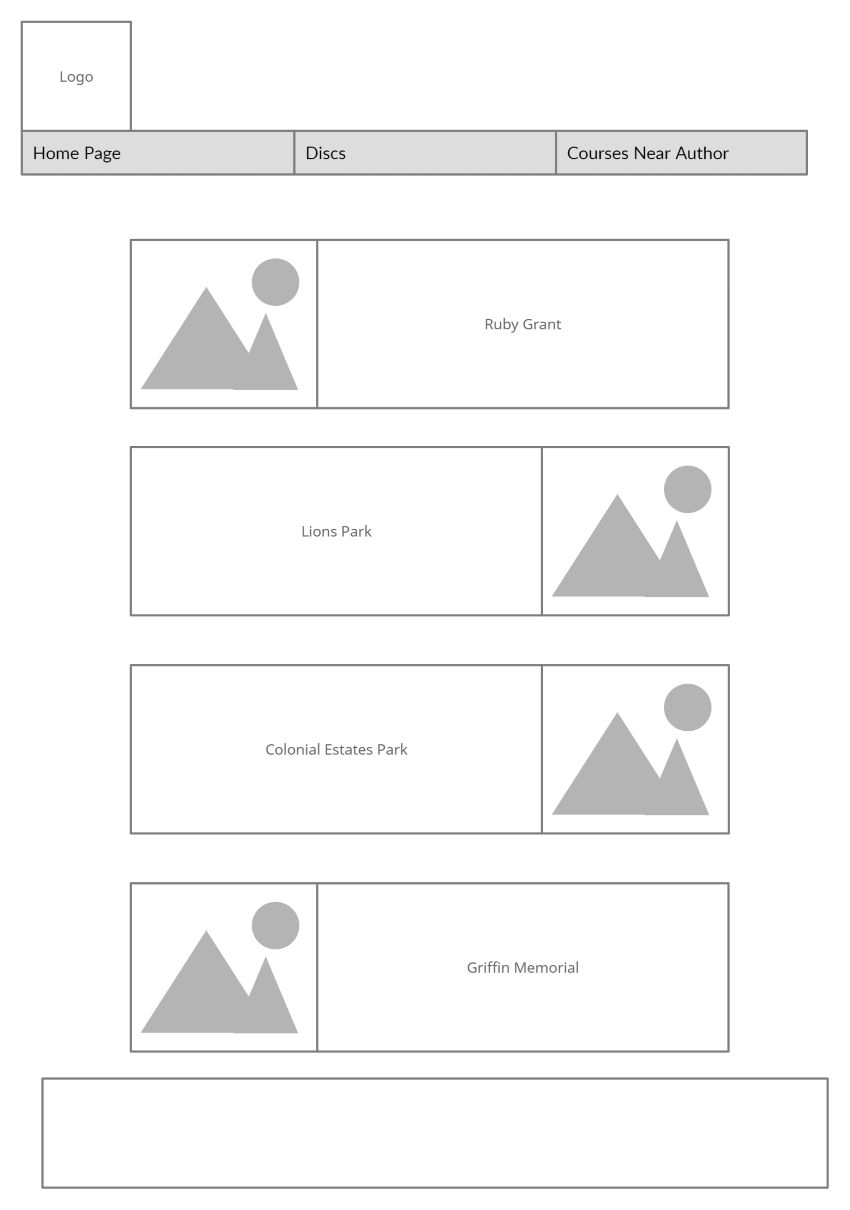 Logo
Home Page
Discs
Courses Near Author
Ruby Grant
Lions Park
Colonial Estates Park
Griffin Memorial